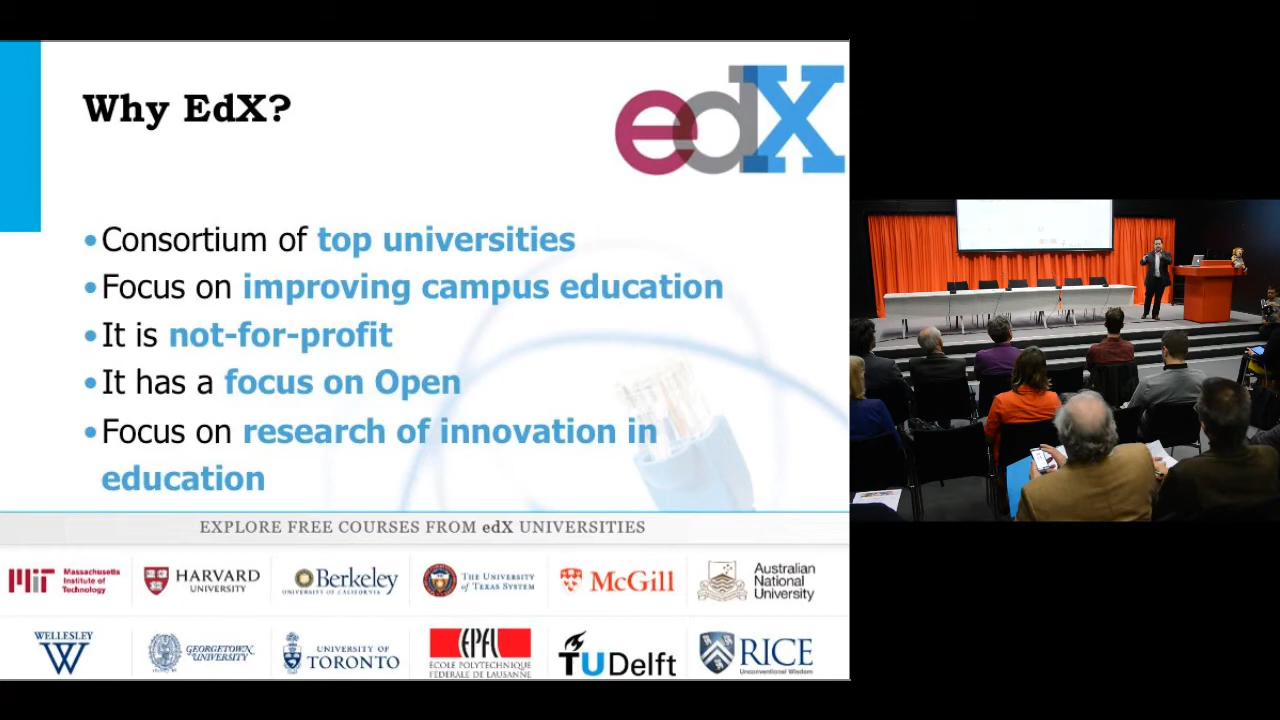 Why EdX?
edX
•Consortium of top universities
•Focus on improving campus education
•It is not-for-profit
•It has a focus on Open
•Focus on research of innovation in
education
EXPLORE FREE COURSES FROM edX UNIVERSITIES
MIT Massachusetts
Institute of
Technology
HARVARD
UNIVERSITY
Berkeley
UNIVERSITY OF CALIFORNIA
THE UNIVERSITY
of TEXAS SYSTEM
McGill
Australian
National
University
WELLESLEY
W
GEORGETOWN
UNIVERSITY
UNIVERSITY OF
TORONTO
EPFL
ÉCOLE POLYTECHNIQUE
FÉDÉRALE DE LAUSANNE
TUDelft
RICE
Unconventional Wisdom